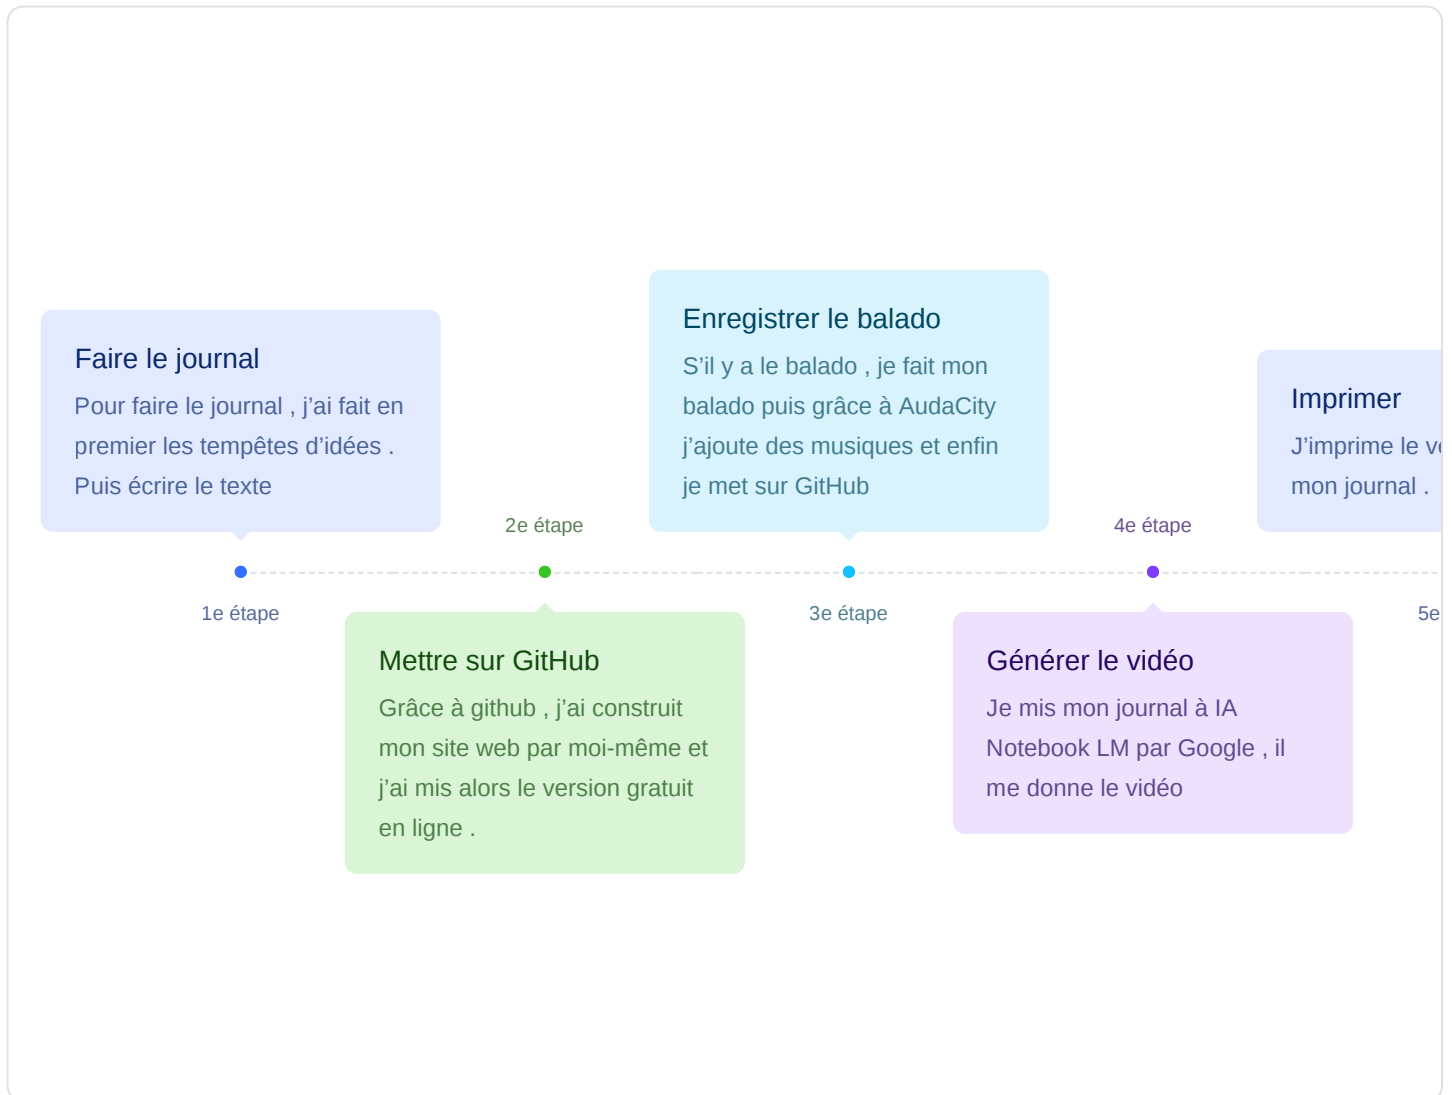 Faire le journal
Pour faire le journal , j’ai fait en
premier les tempêtes d’idées .
Puis écrire le texte
1e étape
2e étape
Mettre sur GitHub
Grâce à github , j’ai construit
mon site web par moi-même et
j’ai mis alors le version gratuit
en ligne .
Enregistrer le balado
S’il y a le balado , je fait mon
balado puis grâce à AudaCity
j’ajoute des musiques et enfin
je met sur GitHub
3e étape
4e étape
Générer le vidéo
Je mis mon journal à IA
Notebook LM par Google , il
me donne le vidéo
Imprimer
J’imprime le
mon journal .
5e